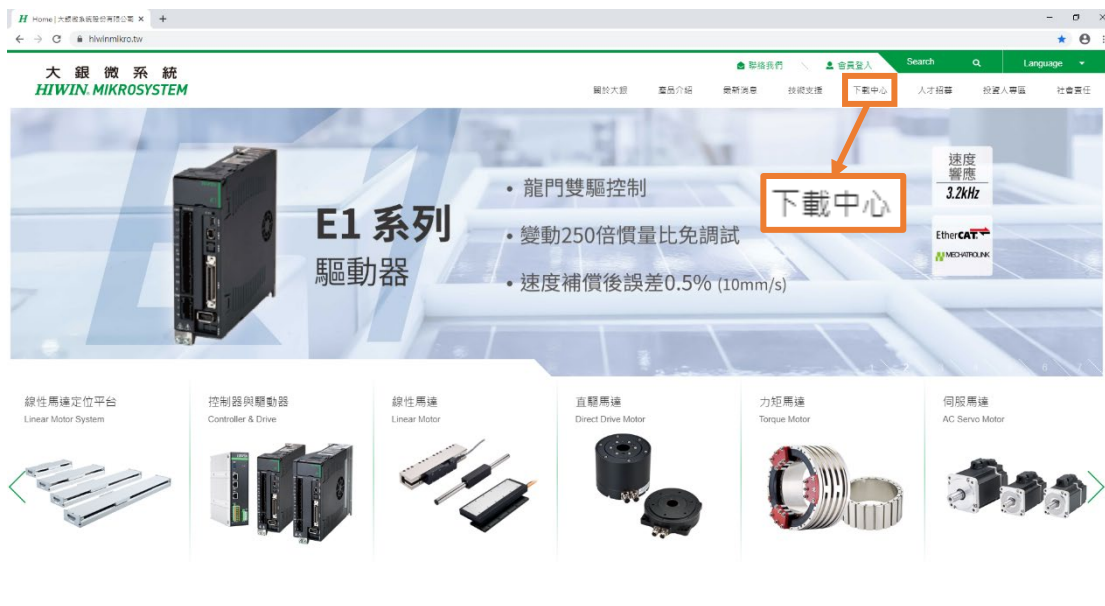 Home | 大銀微系統股份有限公司
hiwinmikro.tw
聯絡我們
會員登入
Search
Language
大銀微系統
HIWIN MIKROSYSTEM
關於大銀
產品介紹
最新消息
技術支援
下載中心
人才招募
投資人專區
社會責任
E1 系列
驅動器
• 龍門雙驅控制
• 變動250倍慣量比免調試
• 速度補償後誤差0.5% (10mm/s)
下載中心
速度
響應
3.2kHz
EtherCAT
MECHATROLINK
線性馬達定位平台
Linear Motor System
控制器與驅動器
Controller & Drive
線性馬達
Linear Motor
直驅馬達
Direct Drive Motor
力矩馬達
Torque Motor
伺服馬達
AC Servo Motor